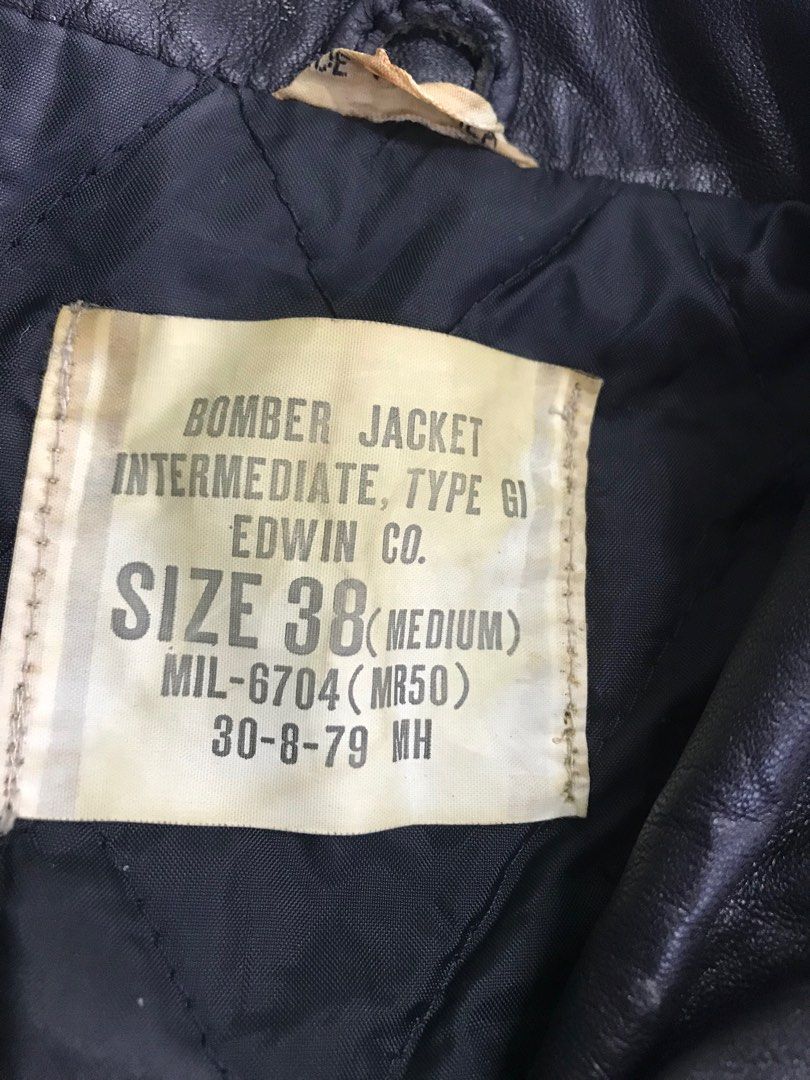 BOMBER JACKET
INTERMEDIATE, TYPE GI
EDWIN CO.
SIZE 38 (MEDIUM)
MIL-6704 (MR50)
30-8-79 MH